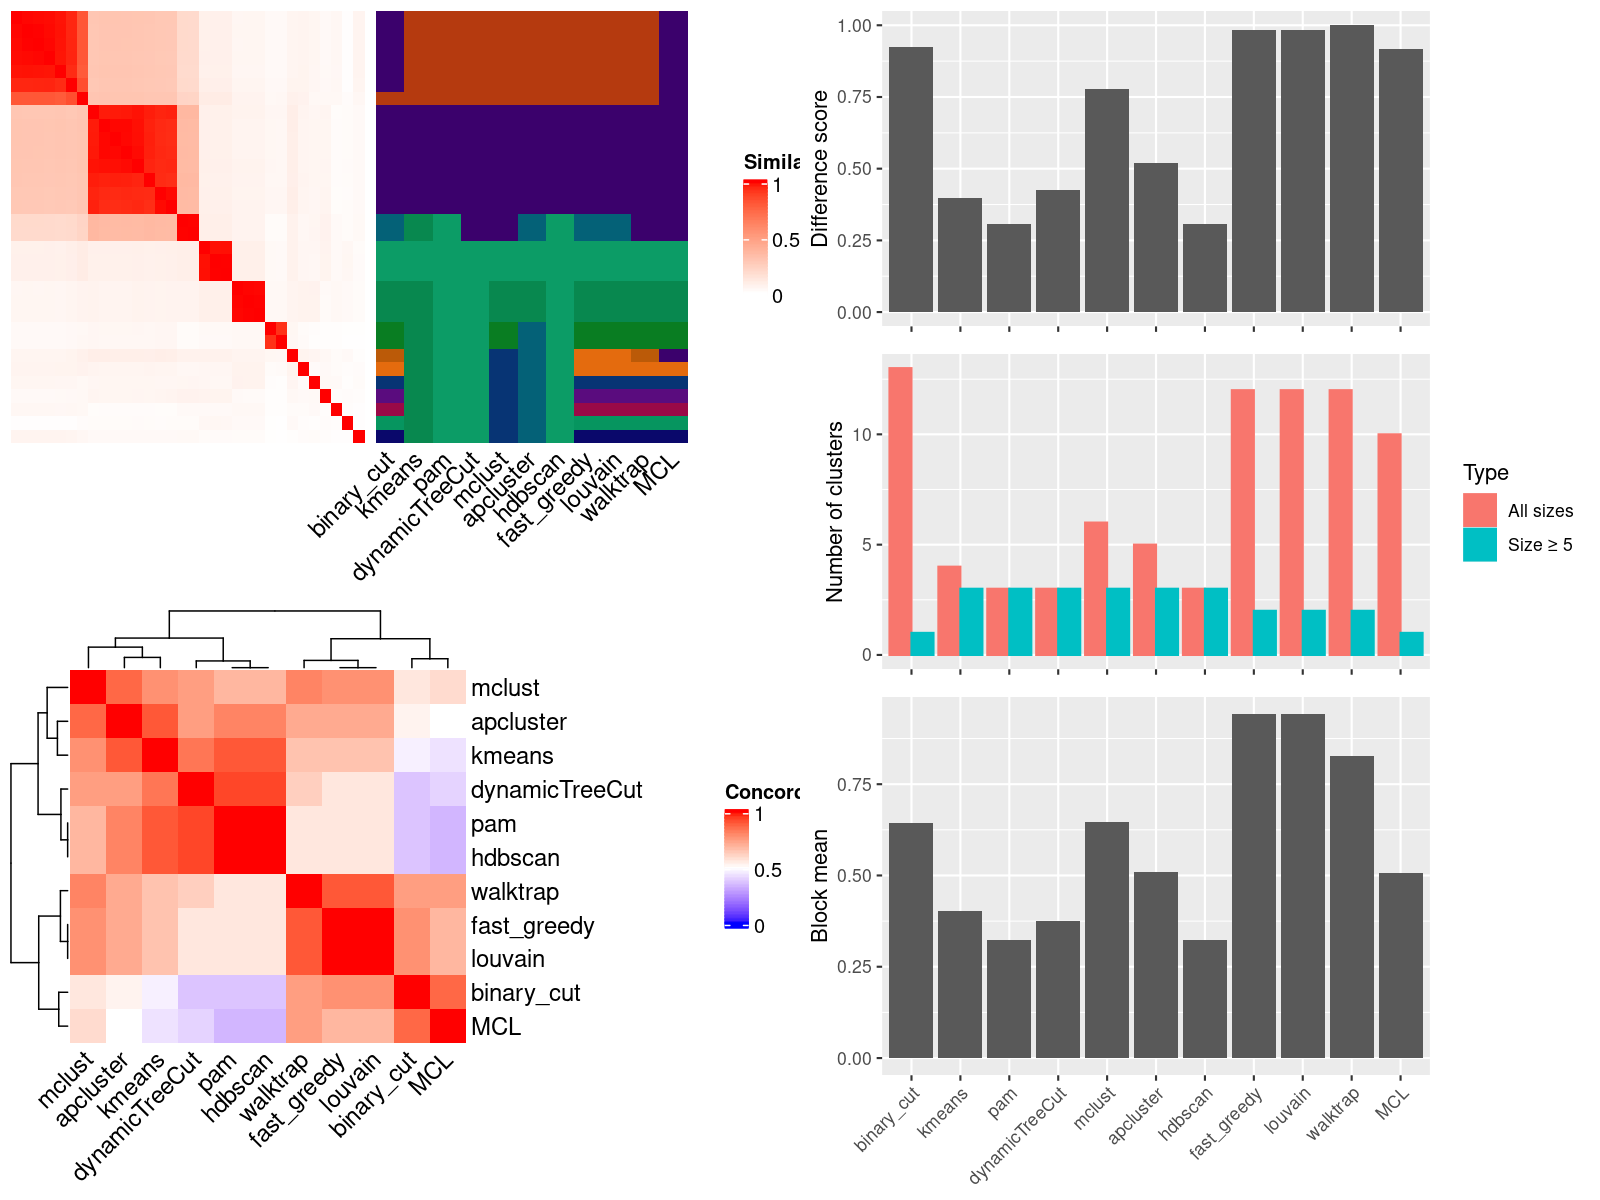 Simila
1
0.5
0
binary_cut
kmeans
pam
dynamicTreeCut
mclust
apcluster
hdbscan
fast_greedy
louvain
walktrap
MCL
mclust
apcluster
kmeans
dynamicTreeCut
pam
hdbscan
walktrap
fast_greedy
louvain
binary_cut
MCL
Concord
1
0.5
0
mclust
apcluster
kmeans
dynamicTreeCut
pam
hdbscan
walktrap
fast_greedy
louvain
binary_cut
MCL
Difference score
1.00
0.75
0.50
0.25
0.00
Number of clusters
10
5
0
Type
All sizes
Size ≥ 5
Block mean
0.75
0.50
0.25
0.00
binary_cut
kmeans
pam
dynamicTreeCut
mclust
apcluster
hdbscan
fast_greedy
louvain
walktrap
MCL